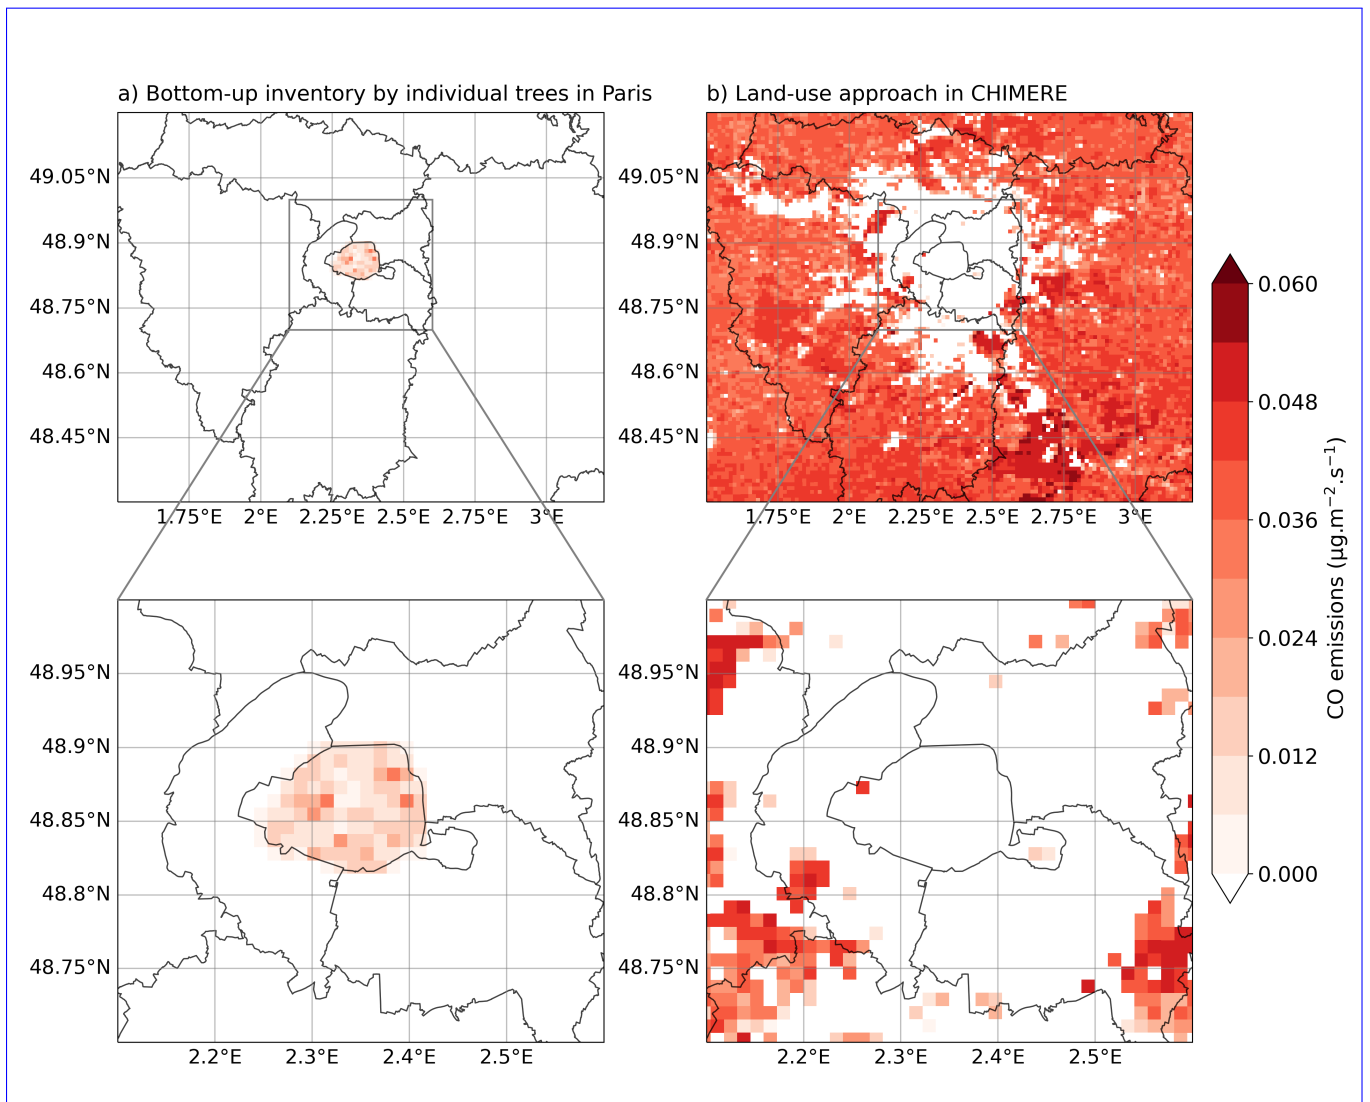 a) Bottom-up inventory by individual trees in Paris
b) Land-use approach in CHIMERE
49.05°N
48.9°N
48.75°N
48.6°N
48.45°N
1.75°E 2°E 2.25°E 2.5°E 2.75°E 3°E
49.05°N
48.9°N
48.75°N
48.6°N
48.45°N
1.75°E 2°E 2.25°E 2.5°E 2.75°E 3°E
48.95°N
48.9°N
48.85°N
48.8°N
48.75°N
2.2°E 2.3°E 2.4°E 2.5°E
48.95°N
48.9°N
48.85°N
48.8°N
48.75°N
2.2°E 2.3°E 2.4°E 2.5°E
0.060
0.048
0.036
0.024
0.012
0.000
CO emissions (µg.m⁻².s⁻¹)